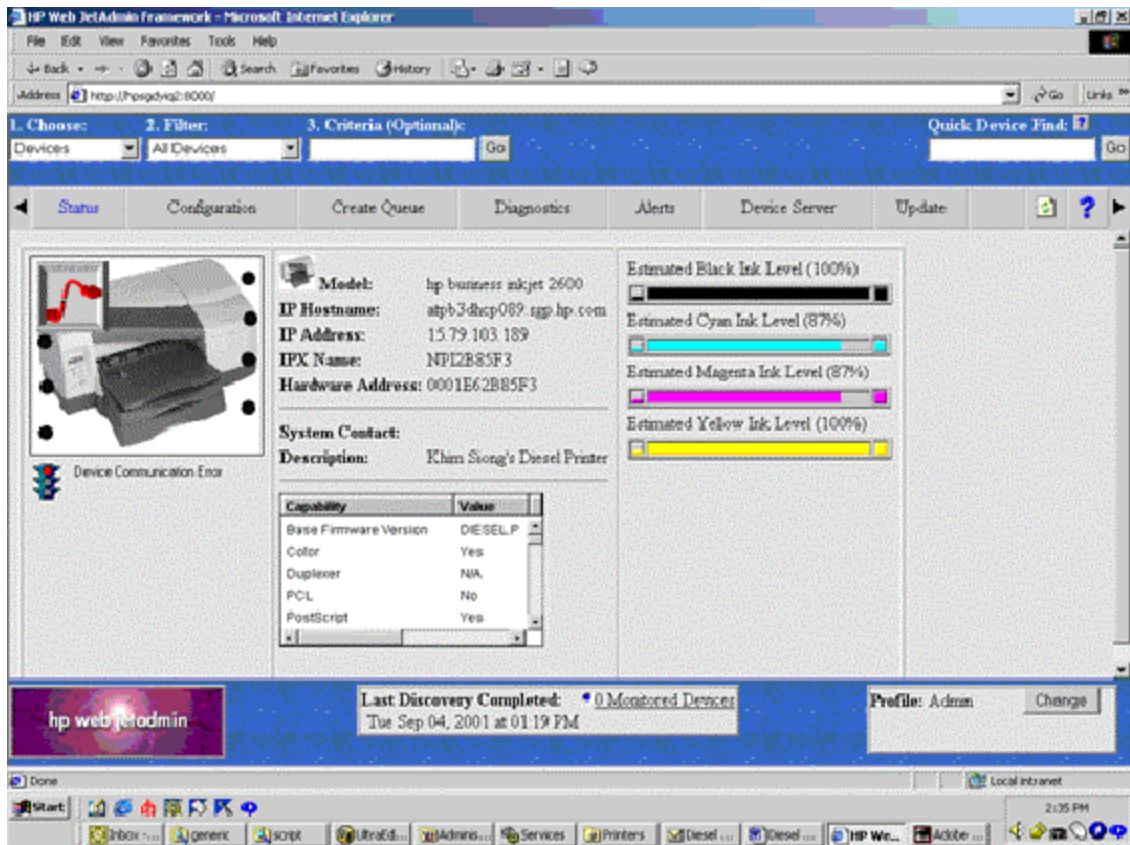 HP Web JetAdmin Framework - Microsoft Internet Explorer
File Edit View Favorites Tools Help
Back Search Favorites History
Address http://hpsgdyiq2:8000/ Go Links
1. Choose: 2. Filter: 3. Criteria (Optional): Quick Device Find:
Devices All Devices Go Go
Status Configuration Create Queue Diagnostics Alerts Device Server Update
Model: hp business inkjet 2600
IP Hostname: atpb3dhcp089.sgp.hp.com
IP Address: 15.79.103.189
IPX Name: NPI2B85F3
Hardware Address: 0001E62B85F3
System Contact:
Description: Khim Siong's Diesel Printer
Device Communication Error
Capability Value
Base Firmware Version DIESEL.P
Color Yes
Duplexer N/A.
PCL No
PostScript Yes
Estimated Black Ink Level (100%)
Estimated Cyan Ink Level (87%)
Estimated Magenta Ink Level (87%)
Estimated Yellow Ink Level (100%)
hp web jetadmin
Last Discovery Completed: 0 Monitored Devices
Tue Sep 04, 2001 at 01:19 PM
Profile: Admin Change
Done Local intranet
Start 2:35 PM
Inbox -... generic script UltraEd... Adminis... Services Printers Diesel ... Diesel ... HP We... Adobe ...